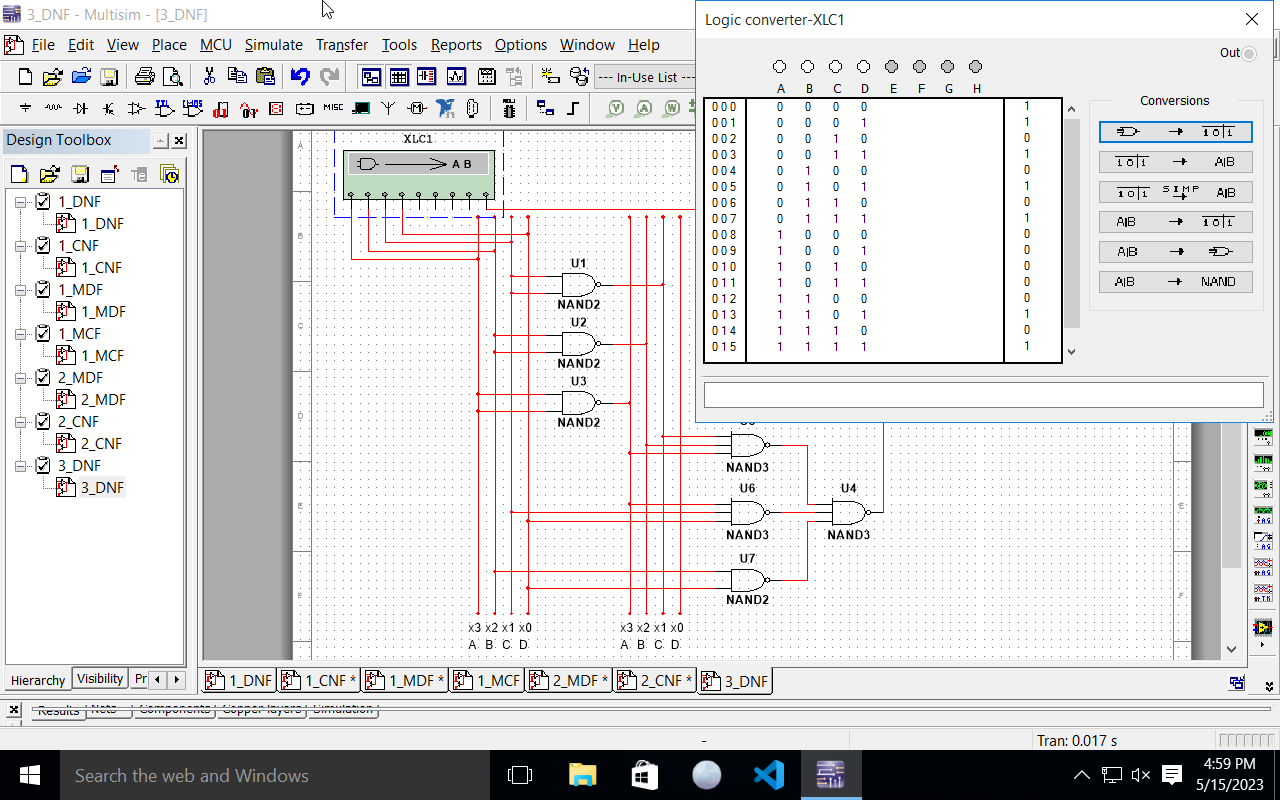 3_DNF - Multisim - [3_DNF]
File Edit View Place MCU Simulate Transfer Tools Reports Options Window Help
--- In-Use List ---
MISC
Design Toolbox
1_DNF
1_DNF
1_CNF
1_CNF
1_MDF
1_MDF
1_MCF
1_MCF
2_MDF
2_MDF
2_CNF
2_CNF
3_DNF
3_DNF
Hierarchy Visibility Pr
A
B
C
D
E
F
XLC1
A B
U1
NAND2
U2
NAND2
U3
NAND2
NAND3
U6
NAND3
U4
NAND3
U7
NAND2
x3 x2 x1 x0 x3 x2 x1 x0
A B C D A B C D
E
F
Logic converter-XLC1
Out
A B C D E F G H
000 0 0 0 0 1
001 0 0 0 1 1
002 0 0 1 0 0
003 0 0 1 1 1
004 0 1 0 0 0
005 0 1 0 1 1
006 0 1 1 0 0
007 0 1 1 1 1
008 1 0 0 0 0
009 1 0 0 1 0
010 1 0 1 0 0
011 1 0 1 1 0
012 1 1 0 0 0
013 1 1 0 1 1
014 1 1 1 0 0
015 1 1 1 1 1
Conversions
→ 1 0 1
1 0 1 → A|B
1 0 1 SIMP → A|B
A|B → 1 0 1
A|B →
A|B → NAND
1_DNF 1_CNF * 1_MDF * 1_MCF 2_MDF * 2_CNF * 3_DNF
Results Nets Components Copper layers Simulation
- Tran: 0.017 s
Search the web and Windows
4:59 PM
5/15/2023